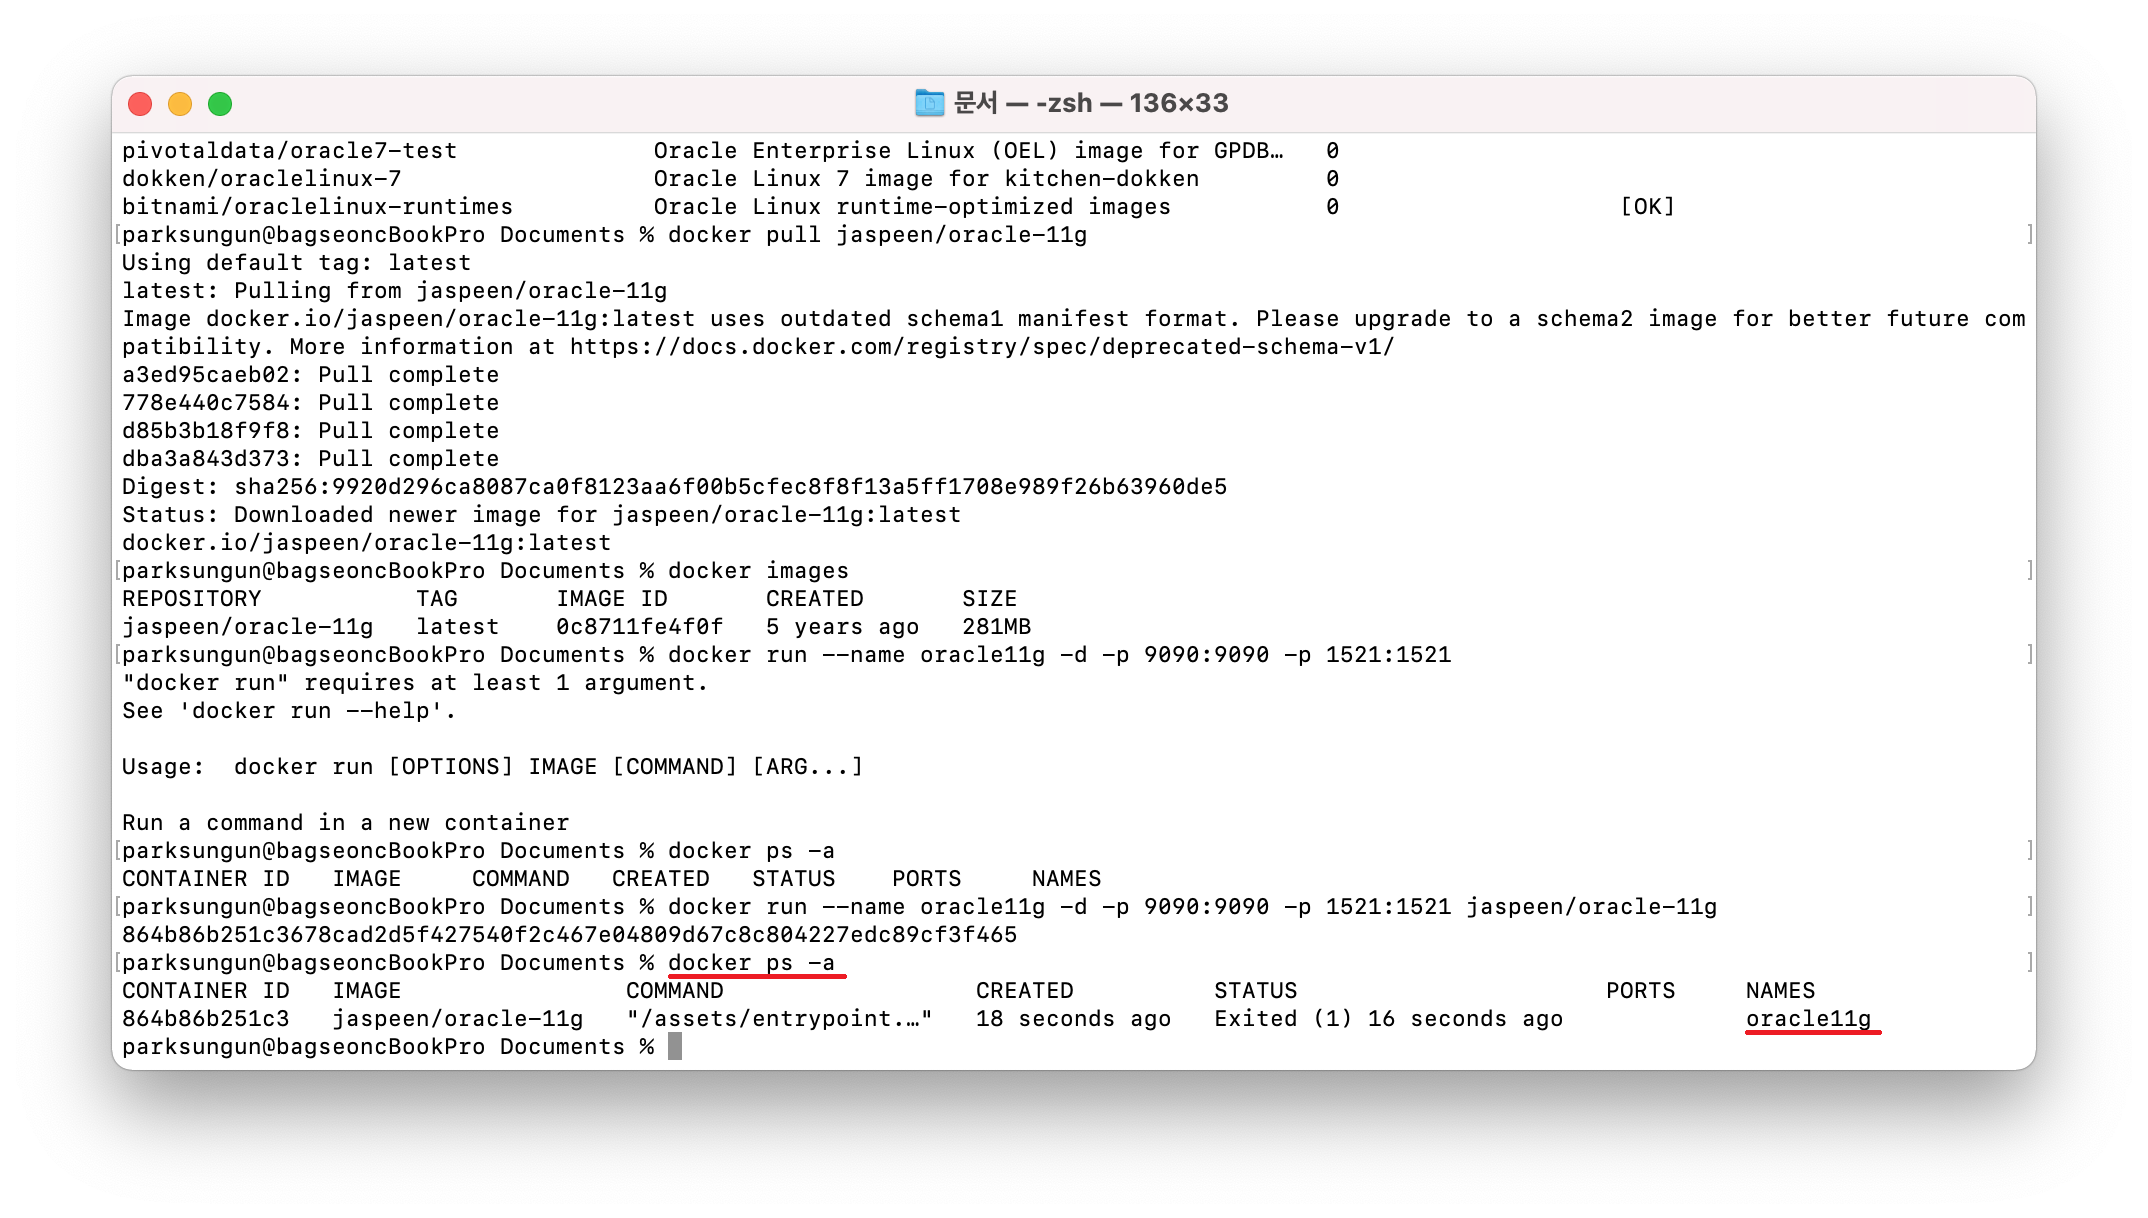 문서 — -zsh — 136×33
pivotaldata/oracle7-test Oracle Enterprise Linux (OEL) image for GPDB… 0
dokken/oraclelinux-7 Oracle Linux 7 image for kitchen-dokken 0
bitnami/oraclelinux-runtimes Oracle Linux runtime-optimized images 0 [OK]
[parksungun@bagseoncBookPro Documents % docker pull jaspeen/oracle-11g ]
Using default tag: latest
latest: Pulling from jaspeen/oracle-11g
Image docker.io/jaspeen/oracle-11g:latest uses outdated schema1 manifest format. Please upgrade to a schema2 image for better future com
patibility. More information at https://docs.docker.com/registry/spec/deprecated-schema-v1/
a3ed95caeb02: Pull complete
778e440c7584: Pull complete
d85b3b18f9f8: Pull complete
dba3a843d373: Pull complete
Digest: sha256:9920d296ca8087ca0f8123aa6f00b5cfec8f8f13a5ff1708e989f26b63960de5
Status: Downloaded newer image for jaspeen/oracle-11g:latest
docker.io/jaspeen/oracle-11g:latest
[parksungun@bagseoncBookPro Documents % docker images ]
REPOSITORY TAG IMAGE ID CREATED SIZE
jaspeen/oracle-11g latest 0c8711fe4f0f 5 years ago 281MB
[parksungun@bagseoncBookPro Documents % docker run --name oracle11g -d -p 9090:9090 -p 1521:1521 ]
"docker run" requires at least 1 argument.
See 'docker run --help'.
Usage: docker run [OPTIONS] IMAGE [COMMAND] [ARG...]
Run a command in a new container
[parksungun@bagseoncBookPro Documents % docker ps -a ]
CONTAINER ID IMAGE COMMAND CREATED STATUS PORTS NAMES
[parksungun@bagseoncBookPro Documents % docker run --name oracle11g -d -p 9090:9090 -p 1521:1521 jaspeen/oracle-11g ]
864b86b251c3678cad2d5f427540f2c467e04809d67c8c804227edc89cf3f465
[parksungun@bagseoncBookPro Documents % docker ps -a ]
CONTAINER ID IMAGE COMMAND CREATED STATUS PORTS NAMES
864b86b251c3 jaspeen/oracle-11g "/assets/entrypoint.…" 18 seconds ago Exited (1) 16 seconds ago oracle11g
parksungun@bagseoncBookPro Documents %